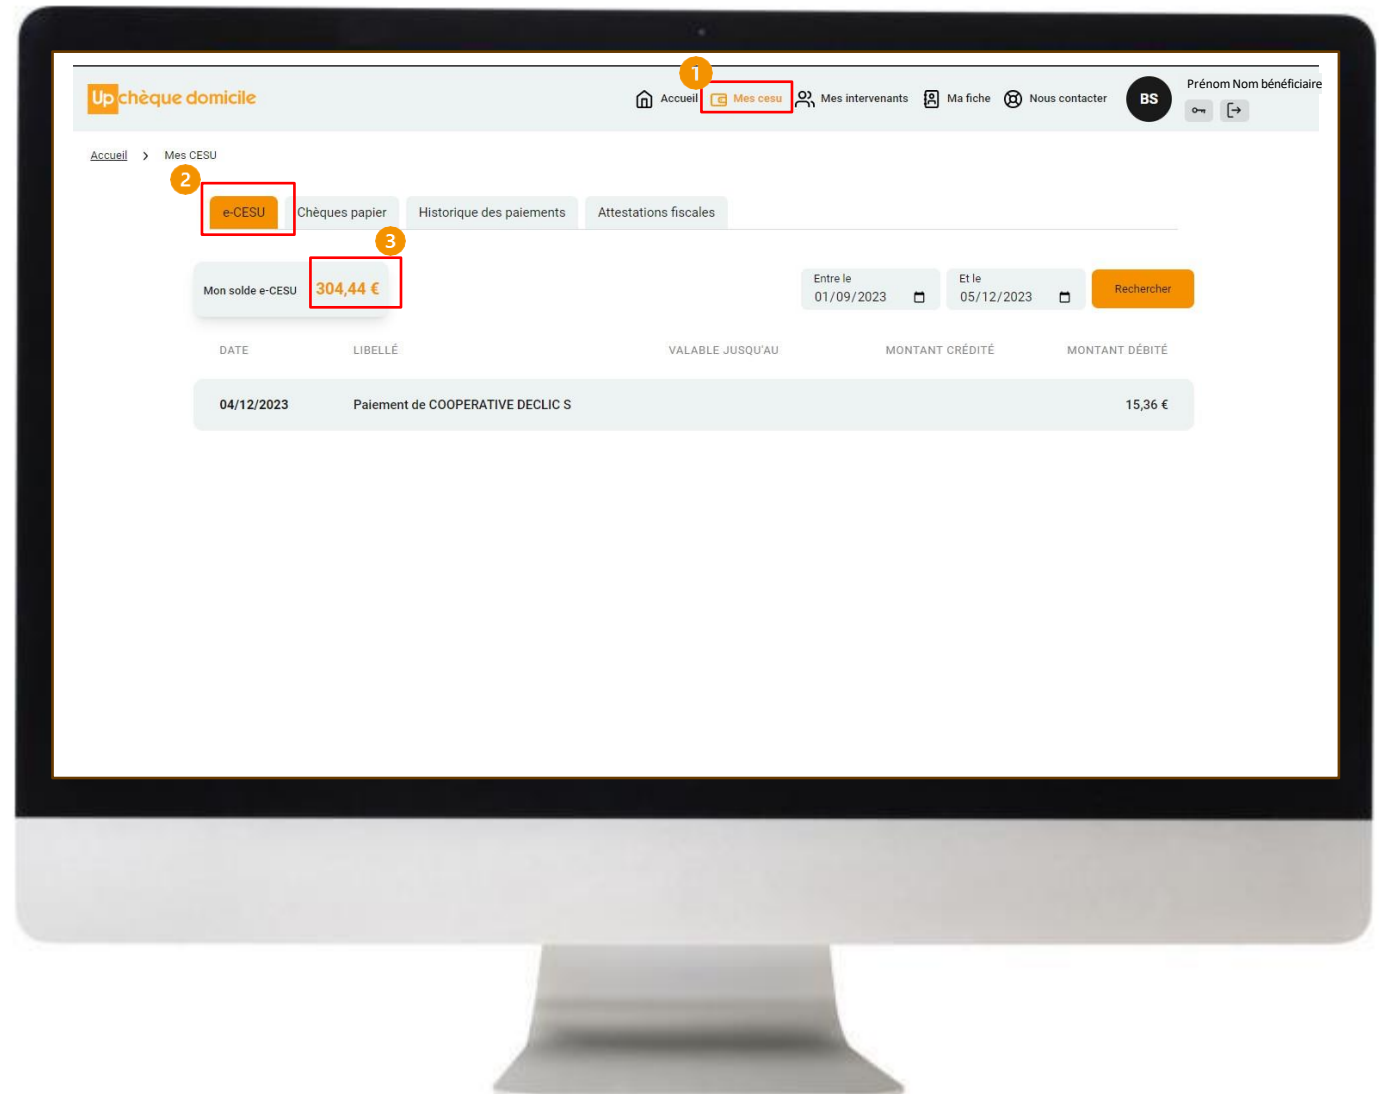 1
Up chèque domicile
Accueil
Mes cesu
Mes intervenants
Ma fiche
Nous contacter
BS
Prénom Nom bénéficiaire
Accueil > Mes CESU
2
e-CESU
Chèques papier
Historique des paiements
Attestations fiscales
3
Mon solde e-CESU 304,44 €
Entre le
01/09/2023
Et le
05/12/2023
Rechercher
DATE LIBELLÉ VALABLE JUSQU'AU MONTANT CRÉDITÉ MONTANT DÉBITÉ
04/12/2023 Paiement de COOPERATIVE DECLIC S 15,36 €